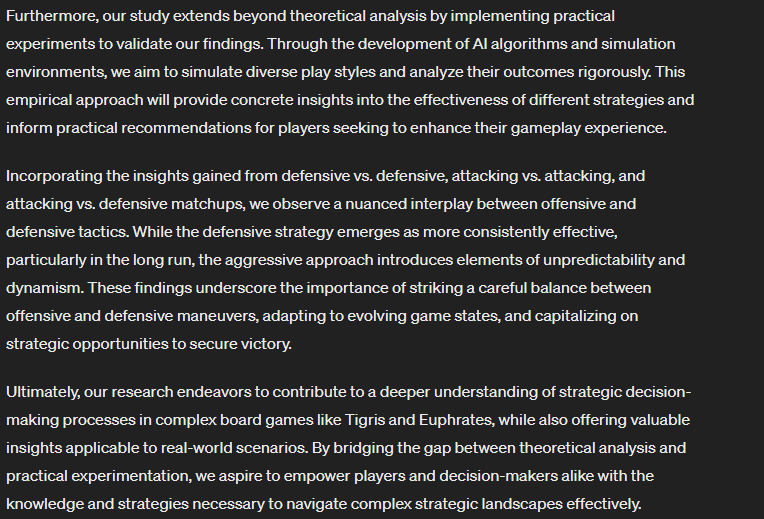 Furthermore, our study extends beyond theoretical analysis by implementing practical
experiments to validate our findings. Through the development of AI algorithms and simulation
environments, we aim to simulate diverse play styles and analyze their outcomes rigorously. This
empirical approach will provide concrete insights into the effectiveness of different strategies and
inform practical recommendations for players seeking to enhance their gameplay experience.
Incorporating the insights gained from defensive vs. defensive, attacking vs. attacking, and
attacking vs. defensive matchups, we observe a nuanced interplay between offensive and
defensive tactics. While the defensive strategy emerges as more consistently effective,
particularly in the long run, the aggressive approach introduces elements of unpredictability and
dynamism. These findings underscore the importance of striking a careful balance between
offensive and defensive maneuvers, adapting to evolving game states, and capitalizing on
strategic opportunities to secure victory.
Ultimately, our research endeavors to contribute to a deeper understanding of strategic decision-
making processes in complex board games like Tigris and Euphrates, while also offering valuable
insights applicable to real-world scenarios. By bridging the gap between theoretical analysis and
practical experimentation, we aspire to empower players and decision-makers alike with the
knowledge and strategies necessary to navigate complex strategic landscapes effectively.